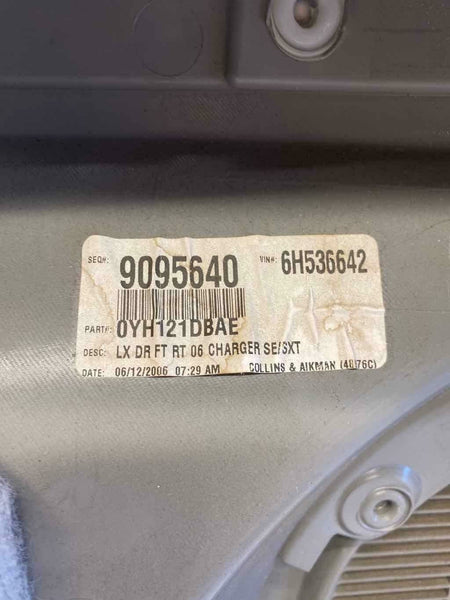 SEQ#: 9095640 VIN#: 6H536642
PART#: 0YH121DBAE
DESC: LX DR FT RT 06 CHARGER SE/SXT
DATE: 06/12/2006 07:29 AM COLLINS & AIKMAN (4876C)